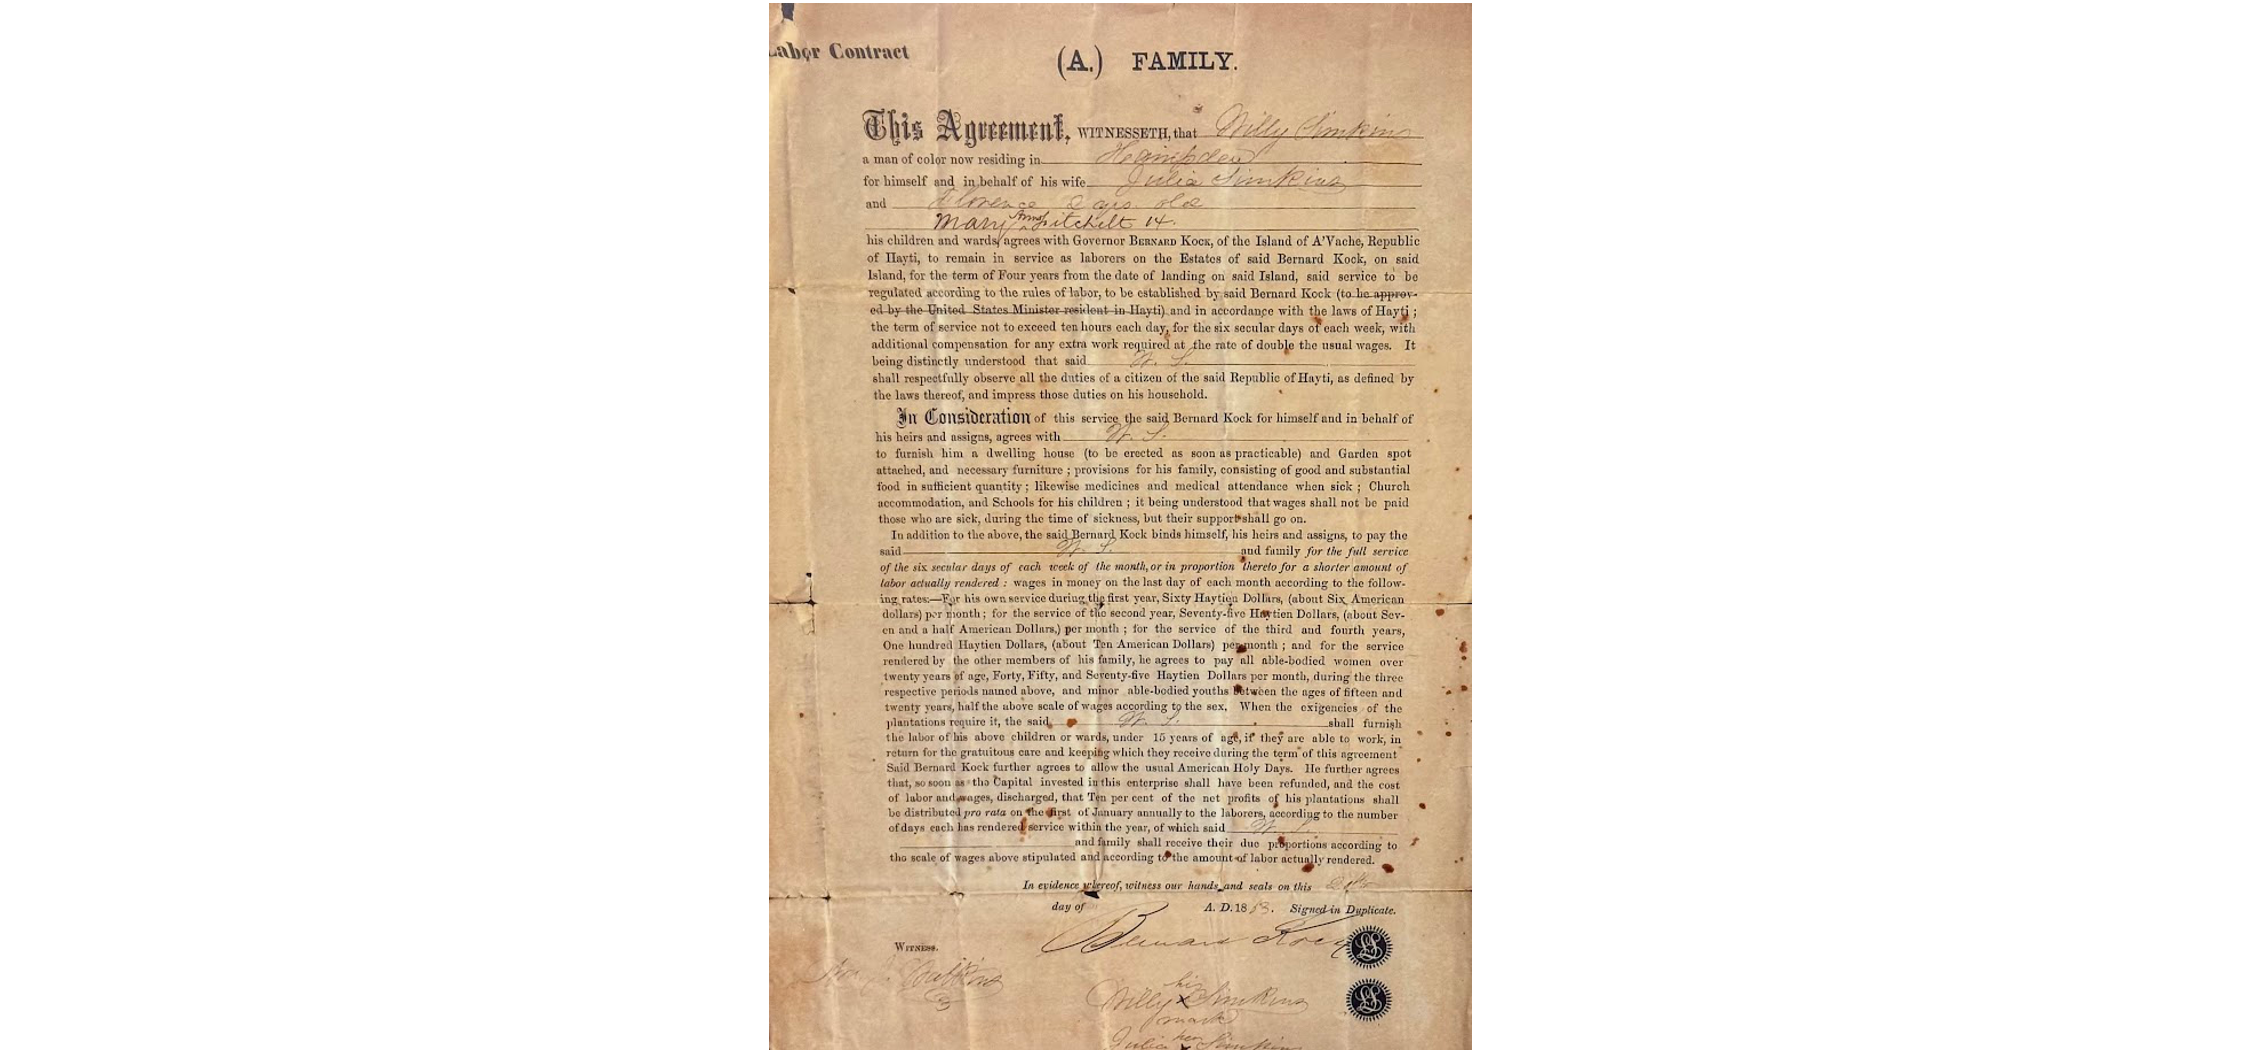 Labor Contract
(A.) FAMILY.
This Agreement, WITNESSETH, that Willy Simkins
a man of color now residing in Hampden
for himself and in behalf of his wife Julia Simkins
and Florence 2 yrs. old
Mary Ann 14.
his children and wards, agrees with Governor BERNARD KOCK, of the Island of A'Vache, Republic
of Hayti, to remain in service as laborers on the Estates of said Bernard Kock, on said
Island, for the term of Four years from the date of landing on said Island, said service to be
regulated according to the rules of labor, to be established by said Bernard Kock (to be approv-
ed by the United States Minister resident in Hayti) and in accordance with the laws of Hayti ;
the term of service not to exceed ten hours each day, for the six secular days of each week, with
additional compensation for any extra work required at the rate of double the usual wages. It
being distinctly understood that said W. S.
shall respectfully observe all the duties of a citizen of the said Republic of Hayti, as defined by
the laws thereof, and impress those duties on his household.
In Consideration of this service the said Bernard Kock for himself and in behalf of
his heirs and assigns, agrees with W. S.
to furnish him a dwelling house (to be erected as soon as practicable) and Garden spot
attached, and necessary furniture ; provisions for his family, consisting of good and substantial
food in sufficient quantity ; likewise medicines and medical attendance when sick ; Church
accommodation, and Schools for his children ; it being understood that wages shall not be paid
those who are sick, during the time of sickness, but their support shall go on.
In addition to the above, the said Bernard Kock binds himself, his heirs and assigns, to pay the
said W. S. and family for the full service
of the six secular days of each week of the month, or in proportion thereto for a shorter amount of
labor actually rendered : wages in money on the last day of each month according to the follow-
ing rates:—For his own service during the first year, Sixty Haytien Dollars, (about Six American
dollars) per month ; for the service of the second year, Seventy-five Haytien Dollars, (about Sev-
en and a half American Dollars,) per month ; for the service of the third and fourth years,
One hundred Haytien Dollars, (about Ten American Dollars) per month ; and for the service
rendered by the other members of his family, he agrees to pay all able-bodied women over
twenty years of age, Forty, Fifty, and Seventy-five Haytien Dollars per month, during the three
respective periods named above, and minor able-bodied youths between the ages of fifteen and
twenty years, half the above scale of wages according to the sex. When the exigencies of the
plantations require it, the said W. S. shall furnish
the labor of his above children or wards, under 15 years of age, if they are able to work, in
return for the gratuitous care and keeping which they receive during the term of this agreement
Said Bernard Kock further agrees to allow the usual American Holy Days. He further agrees
that, so soon as the Capital invested in this enterprise shall have been refunded, and the cost
of labor and wages, discharged, that Ten per cent of the net profits of his plantations shall
be distributed pro rata on the first of January annually to the laborers, according to the number
of days each has rendered service within the year, of which said W. S.
and family shall receive their due proportions according to
the scale of wages above stipulated and according to the amount of labor actually rendered.
In evidence whereof, witness our hands and seals on this
day of A. D. 18 63. Signed in Duplicate.
Bernard Kock LS
WITNESS.
his
Willy x Simkins LS
mark
her
Julia x Simkins